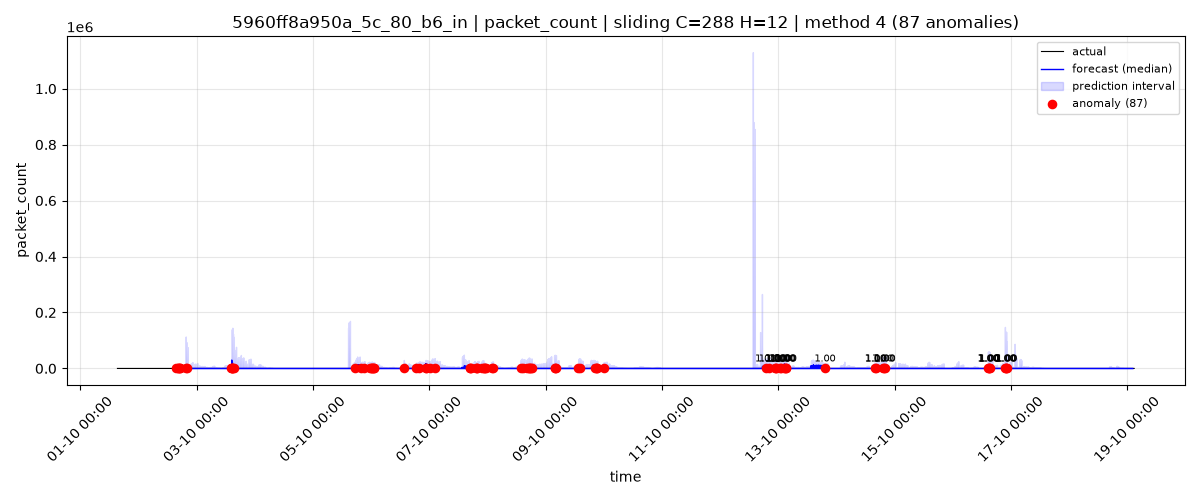 5960ff8a950a_5c_80_b6_in | packet_count | sliding C=288 H=12 | method 4 (87 anomalies)
1e6
actual
forecast (median)
prediction interval
anomaly (87)
packet_count
1.0
0.8
0.6
0.4
0.2
0.0
1.00
1.00
01-10 00:00
03-10 00:00
05-10 00:00
07-10 00:00
09-10 00:00
11-10 00:00
13-10 00:00
15-10 00:00
17-10 00:00
19-10 00:00
time